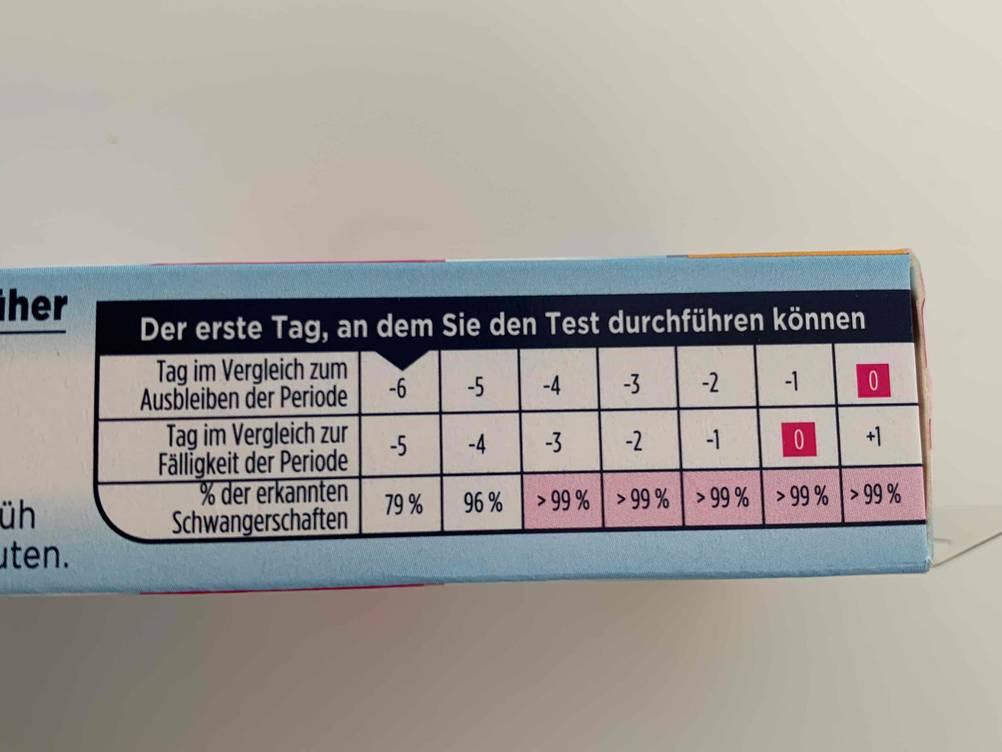 üher
Der erste Tag, an dem Sie den Test durchführen können
Tag im Vergleich zum
Ausbleiben der Periode
-6 -5 -4 -3 -2 -1 0
Tag im Vergleich zur
Fälligkeit der Periode
-5 -4 -3 -2 -1 0 +1
% der erkannten
Schwangerschaften
79 % 96 % > 99 % > 99 % > 99 % > 99 % > 99 %
üh
uten.